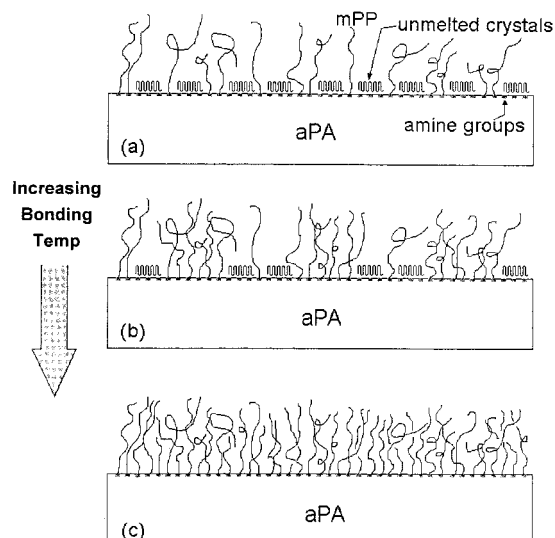 mPP
unmelted crystals
amine groups
aPA
(a)
Increasing
Bonding
Temp
aPA
(b)
aPA
(c)